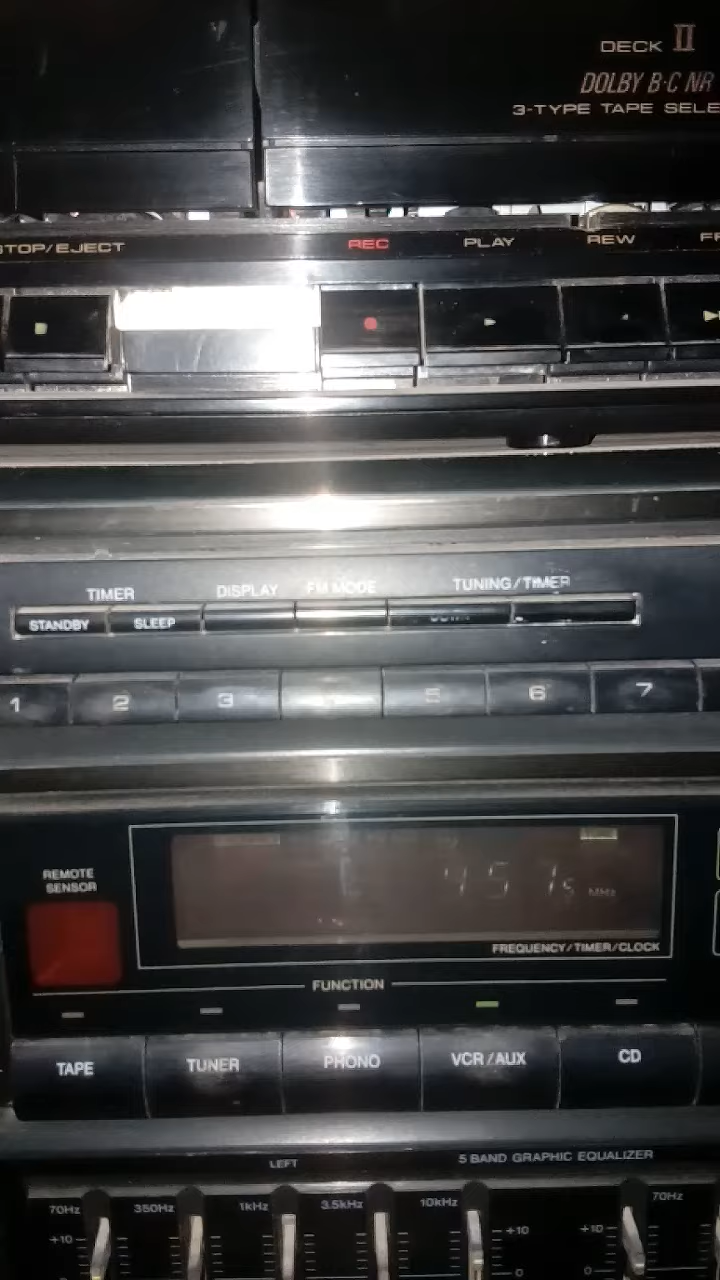 DECK II
DOLBY B·C NR
3-TYPE TAPE SELE
STOP/EJECT REC PLAY REW
TIMER DISPLAY FM MODE TUNING/TIMER
STANDBY SLEEP
1 2 3 5 6 7
REMOTE
SENSOR
MHz
FREQUENCY/TIMER/CLOCK
FUNCTION
TAPE TUNER PHONO VCR/AUX CD
LEFT 5 BAND GRAPHIC EQUALIZER
70Hz 350Hz 1kHz 3.5kHz 10kHz 70Hz
+10 +10 +10
0 0